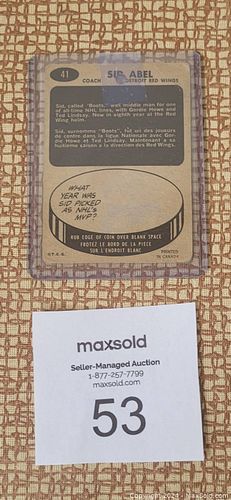 41
SID ABEL
COACH
DETROIT RED WINGS
Sid, called "Boots," was middle man for one
of all-time NHL lines, with Gordie Howe and
Ted Lindsay. Now in eighth year at the Red
Wing helm.
Sid, surnommé "Boots", fut un des joueurs
de centre dans la ligue Nationale avec Gor-
die Howe et Ted Lindsay. Maintenant à sa
huitième saison à la direction des Red Wings.
WHAT
YEAR WAS
SID PICKED
AS NHL's
MVP?
RUB EDGE OF COIN OVER BLANK SPACE
FROTEZ LE BORD DE LA PIECE
SUR L'ENDROIT BLANC
PRINTED
IN CANADA
maxsold
Seller-Managed Auction
1-877-257-7799
maxsold.com
53
Copyright 2024 - MaxSold Inc